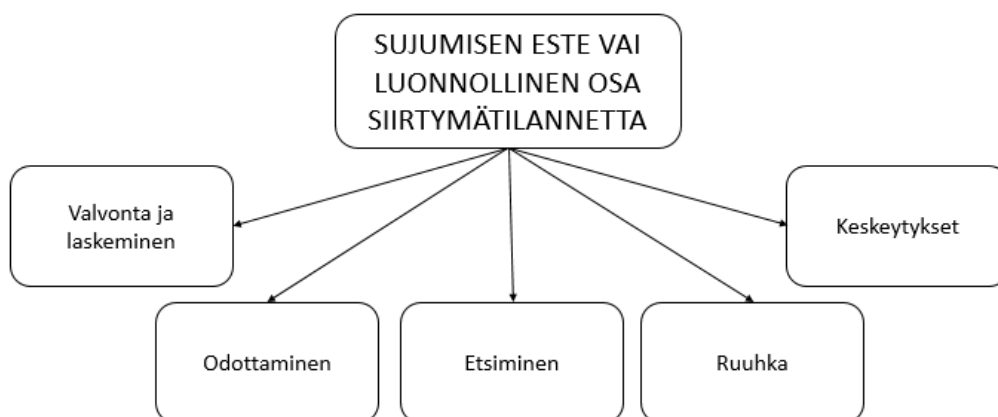 SUJUMISEN ESTE VAI
LUONNOLLINEN OSA
SIIRTYMÄTILANNETTA
Valvonta ja
laskeminen
Keskeytykset
Odottaminen
Etsiminen
Ruuhka